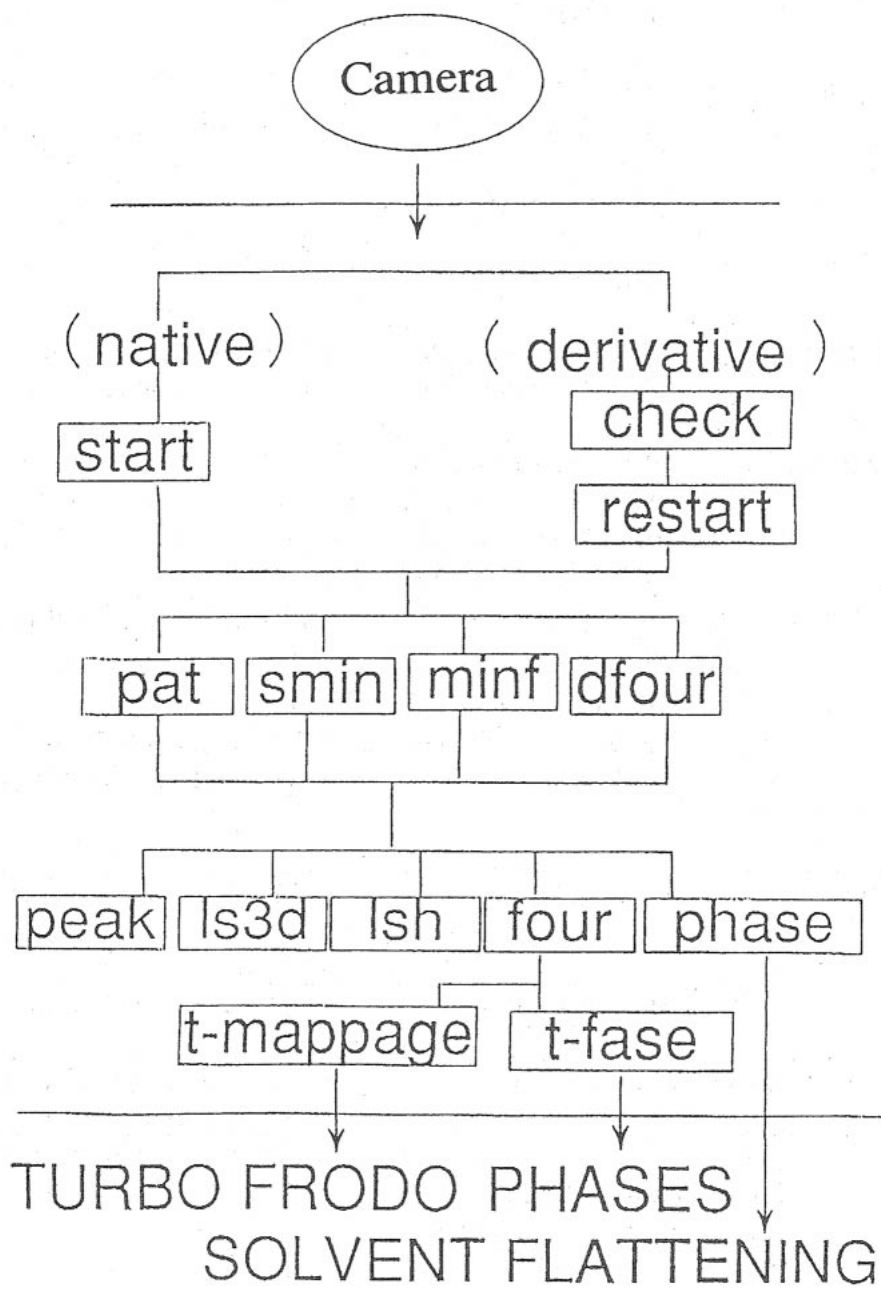 Camera
(native) (derivative)
start
check
restart
pat smin minf dfour
peak ls3d lsh four phase
t-mappage t-fase
TURBO FRODO PHASES
SOLVENT FLATTENING